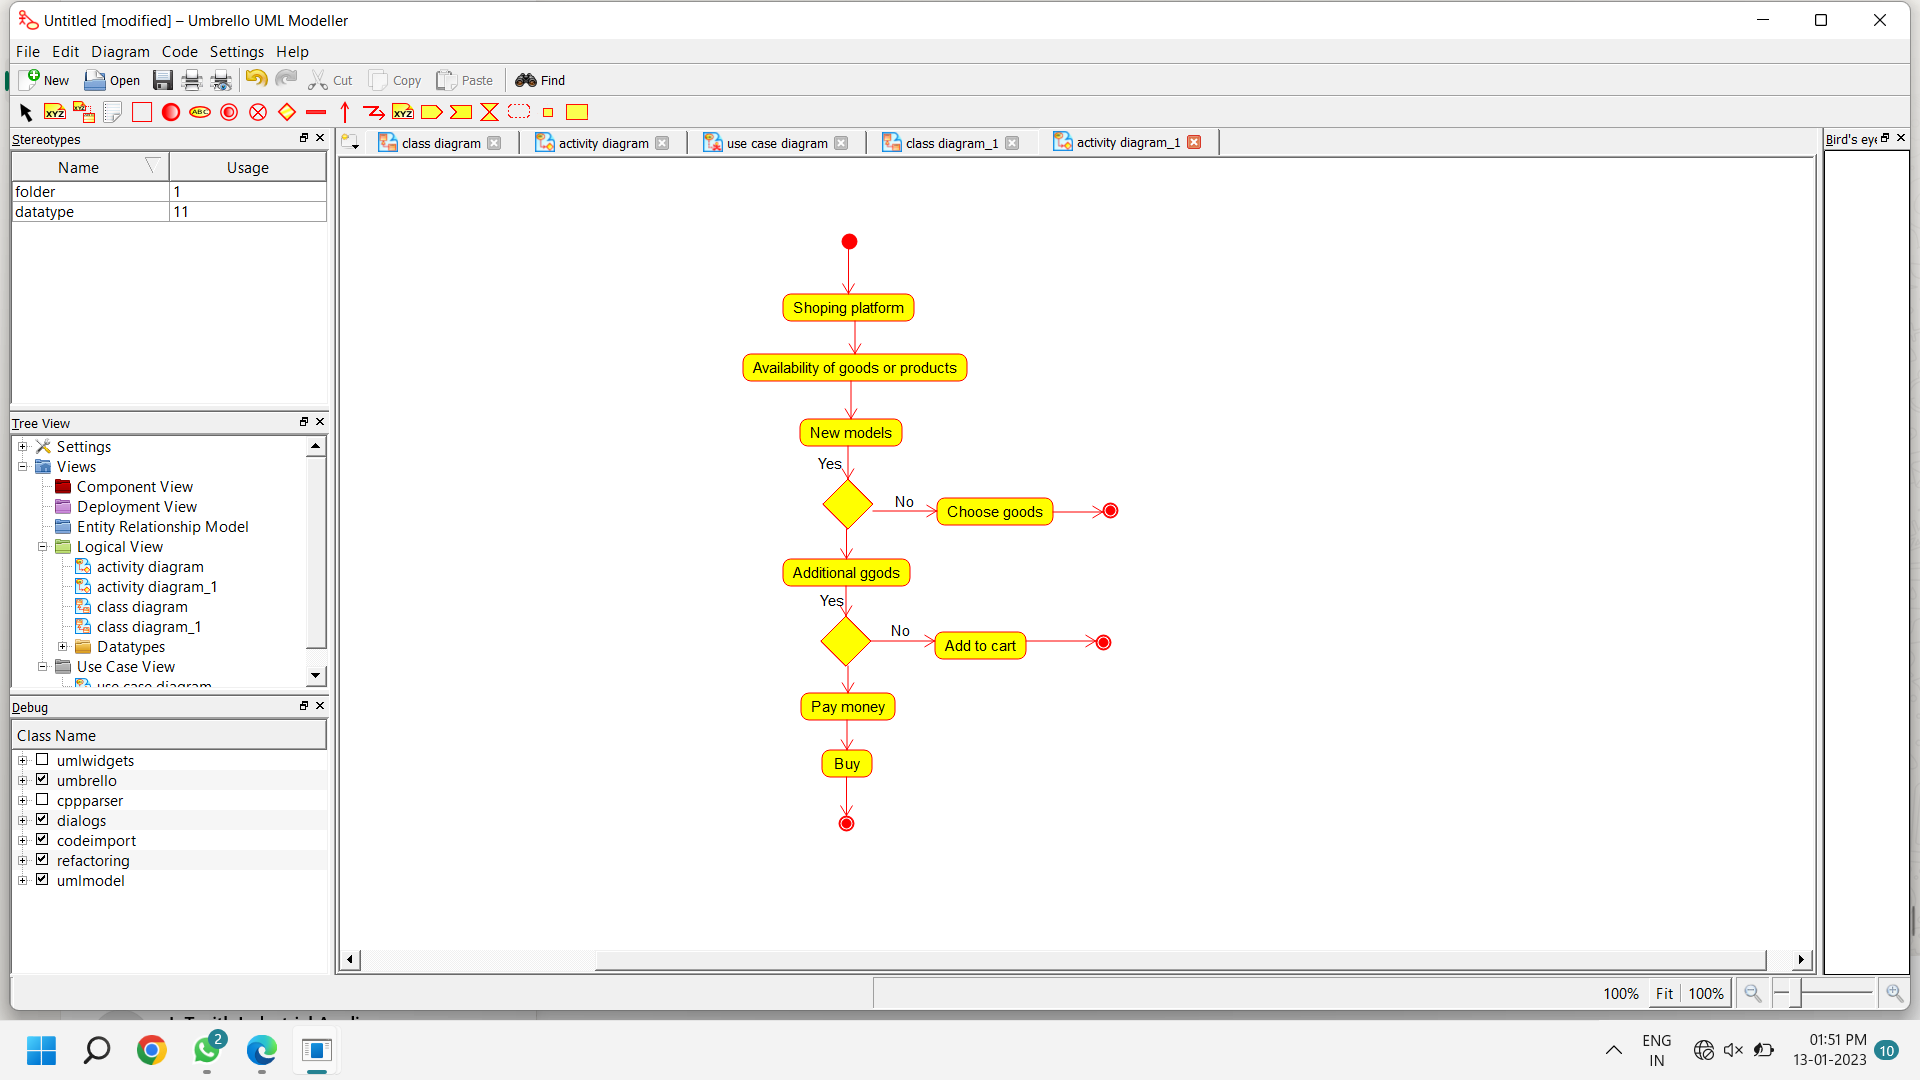 Untitled [modified] – Umbrello UML Modeller
File Edit Diagram Code Settings Help
New Open Cut Copy Paste Find
Stereotypes
Name Usage
folder 1
datatype 11
Tree View
Settings
Views
Component View
Deployment View
Entity Relationship Model
Logical View
activity diagram
activity diagram_1
class diagram
class diagram_1
Datatypes
Use Case View
use case diagram
Debug
Class Name
umlwidgets
umbrello
cppparser
dialogs
codeimport
refactoring
umlmodel
class diagram activity diagram use case diagram class diagram_1 activity diagram_1
Shoping platform
Availability of goods or products
New models
Yes
No
Choose goods
Additional ggods
Yes
No
Add to cart
Pay money
Buy
Bird's eye
100% Fit 100%
2
ENG
IN
01:51 PM
13-01-2023
10